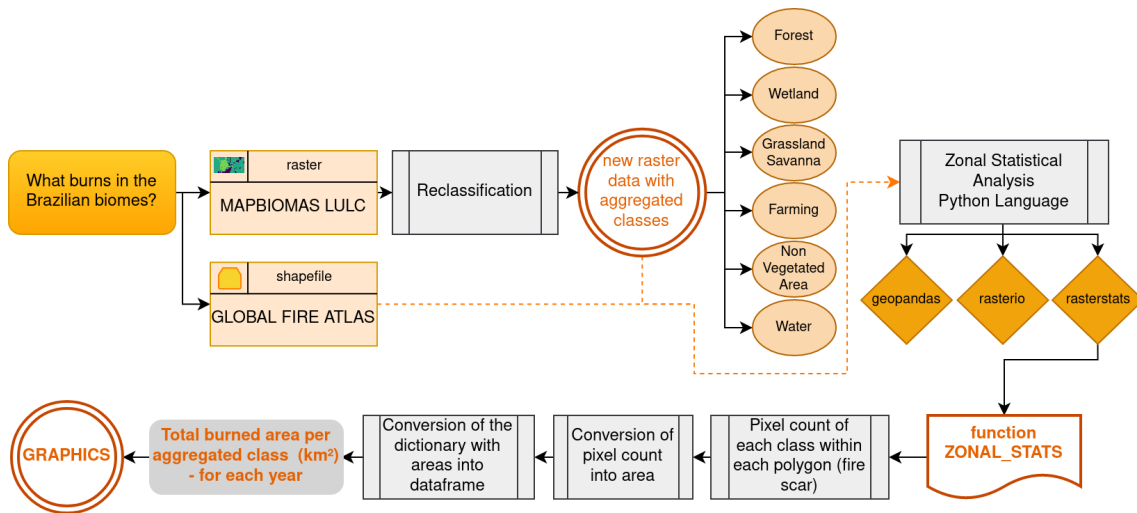 What burns in the
Brazilian biomes?
raster
MAPBIOMAS LULC
shapefile
GLOBAL FIRE ATLAS
Reclassification
new raster
data with
aggregated
classes
Forest
Wetland
Grassland
Savanna
Farming
Non
Vegetated
Area
Water
Zonal Statistical
Analysis
Python Language
geopandas
rasterio
rasterstats
function
ZONAL_STATS
Pixel count of
each class within
each polygon (fire
scar)
Conversion of
pixel count
into area
Conversion of the
dictionary with
areas into
dataframe
Total burned area per
aggregated class (km²)
- for each year
GRAPHICS